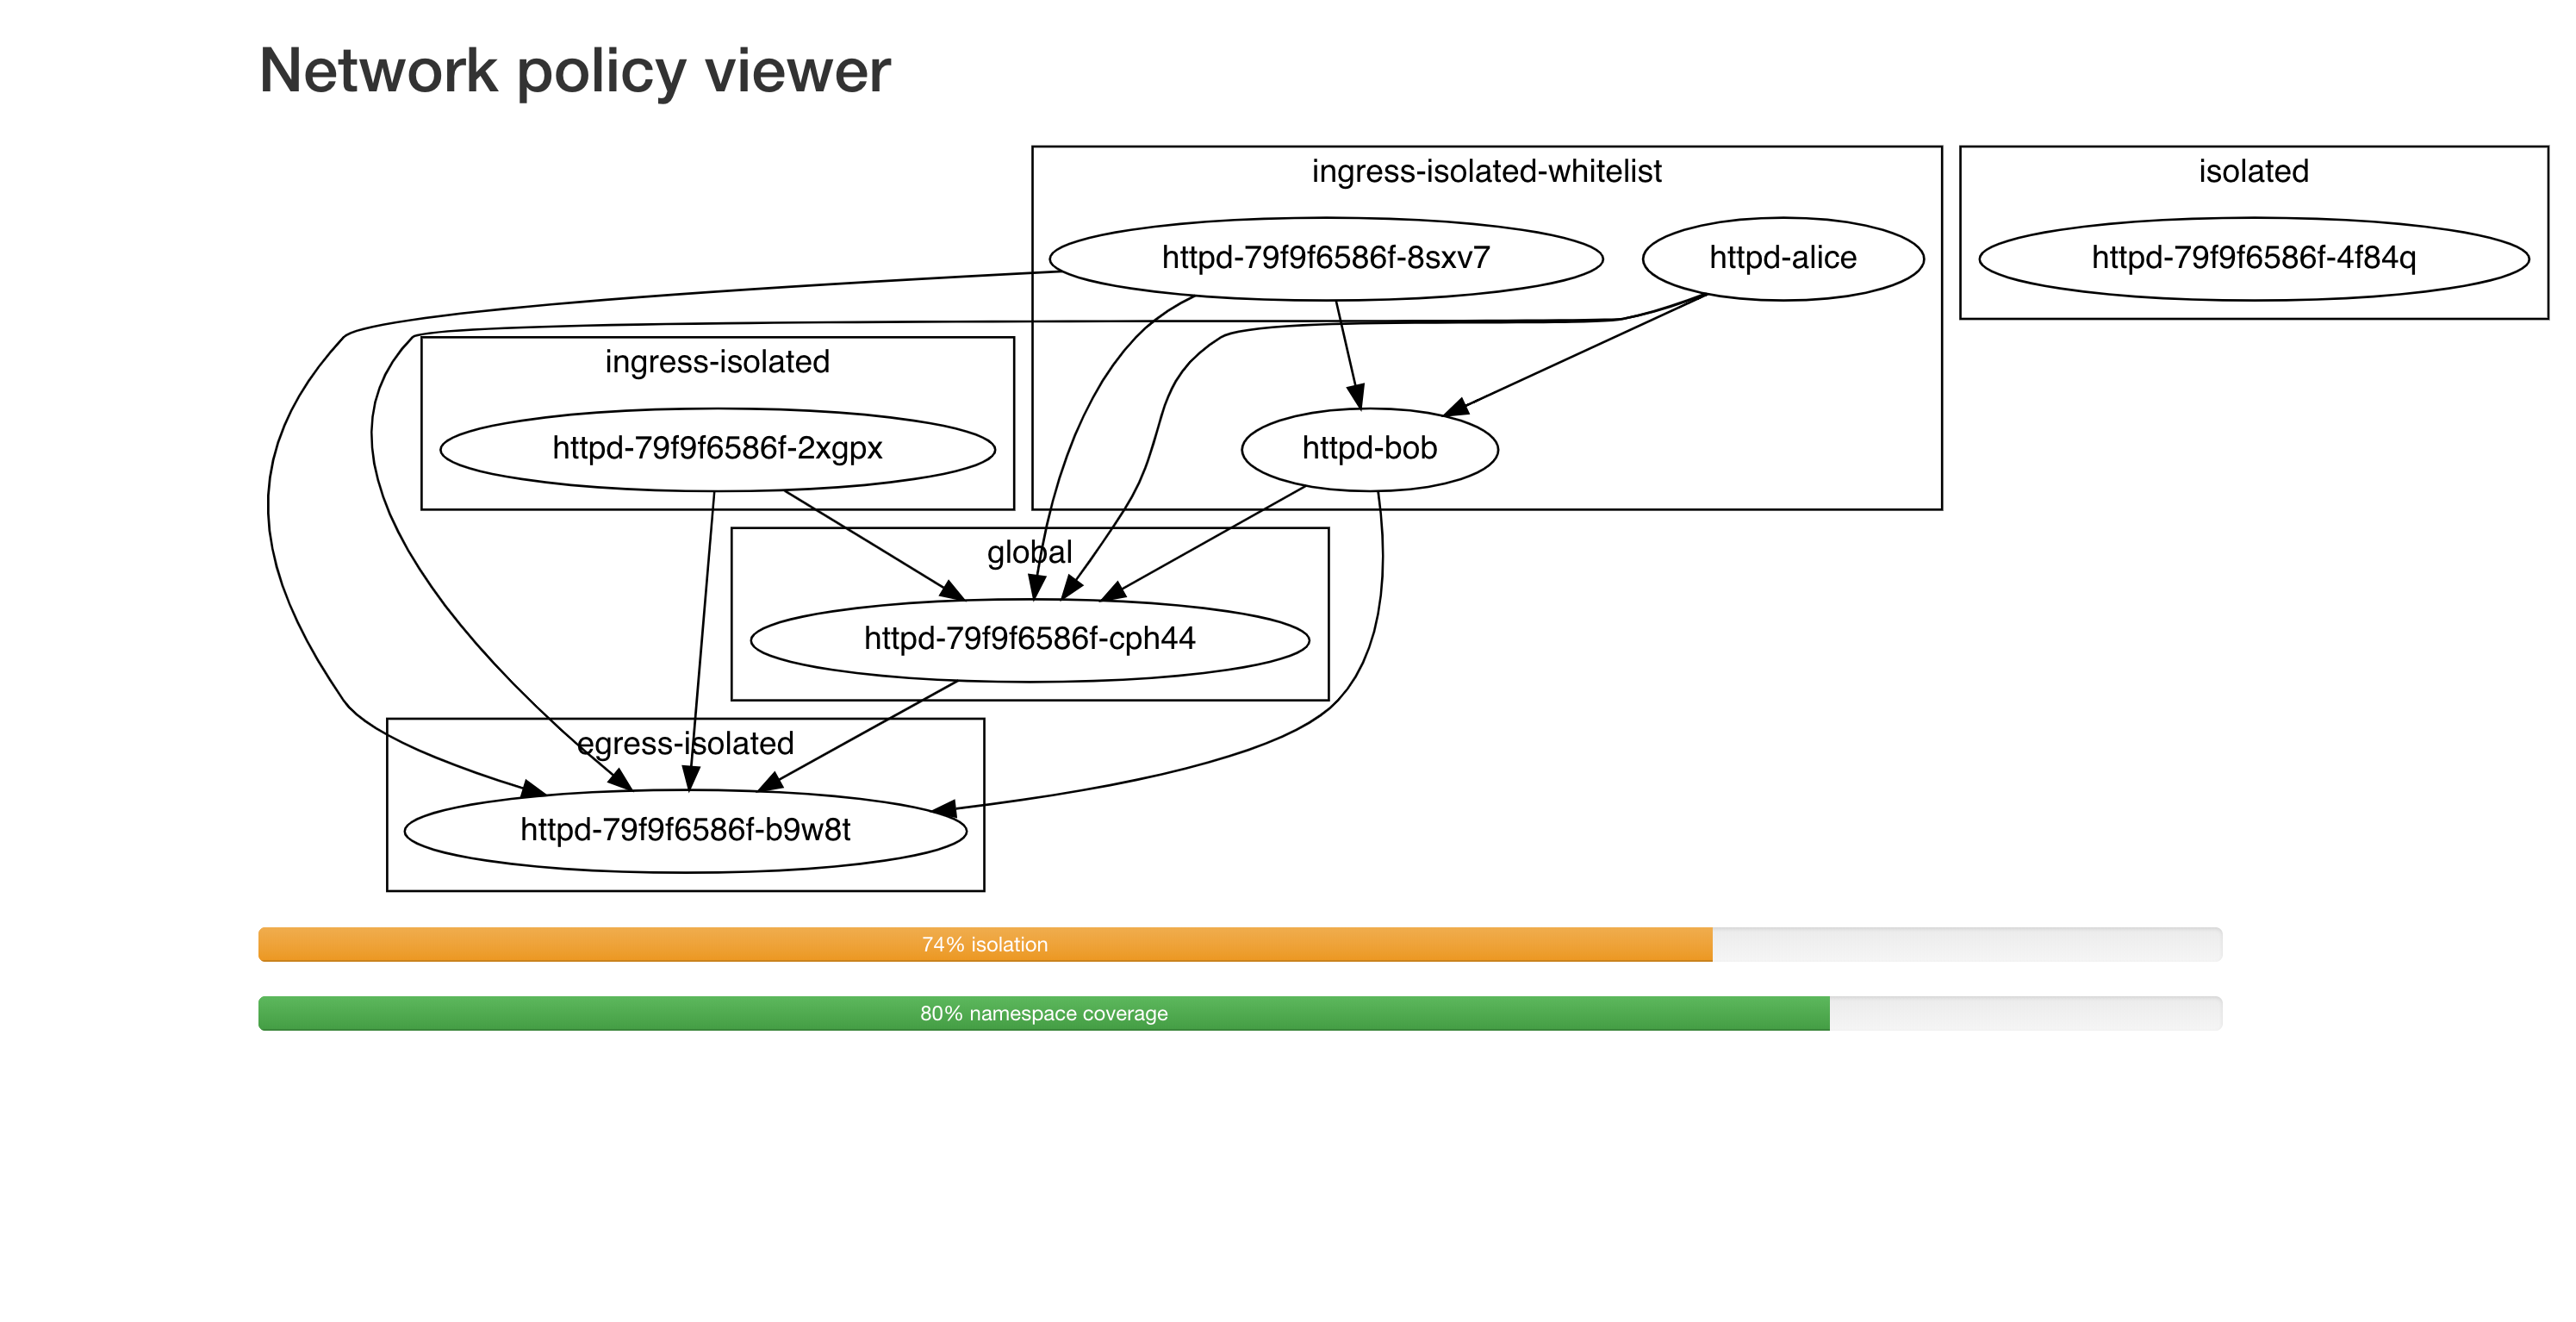 Network policy viewer
ingress-isolated-whitelist
isolated
httpd-79f9f6586f-8sxv7
httpd-alice
httpd-79f9f6586f-4f84q
ingress-isolated
httpd-79f9f6586f-2xgpx
httpd-bob
global
httpd-79f9f6586f-cph44
egress-isolated
httpd-79f9f6586f-b9w8t
74% isolation
80% namespace coverage